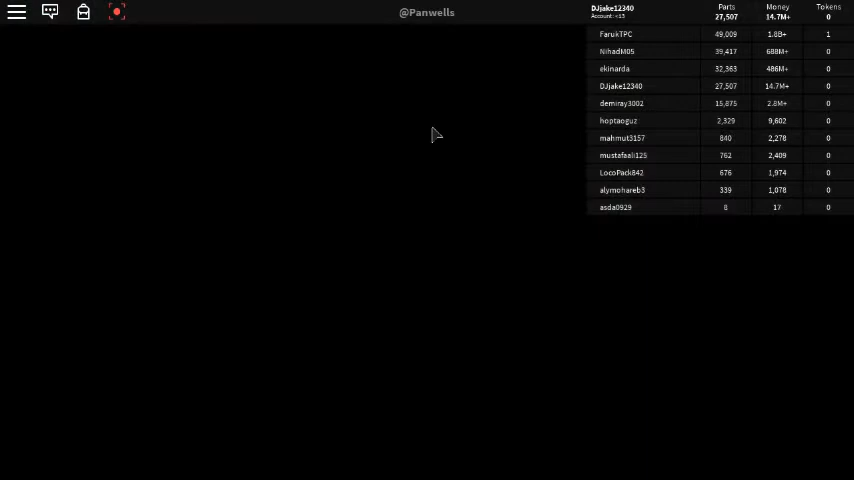 @Panwells
DJjake12340 Parts Money Tokens
Account: <13 27,507 14.7M+ 0
FarukTPC 49,009 1.8B+ 1
NihadM05 39,417 688M+ 0
ekinarda 32,363 486M+ 0
DJjake12340 27,507 14.7M+ 0
demiray3002 15,875 2.8M+ 0
hoptaoguz 2,329 9,602 0
mahmut3157 840 2,278 0
mustafaali125 762 2,409 0
LocoPack842 676 1,974 0
alymohareb3 339 1,078 0
asda0929 8 17 0